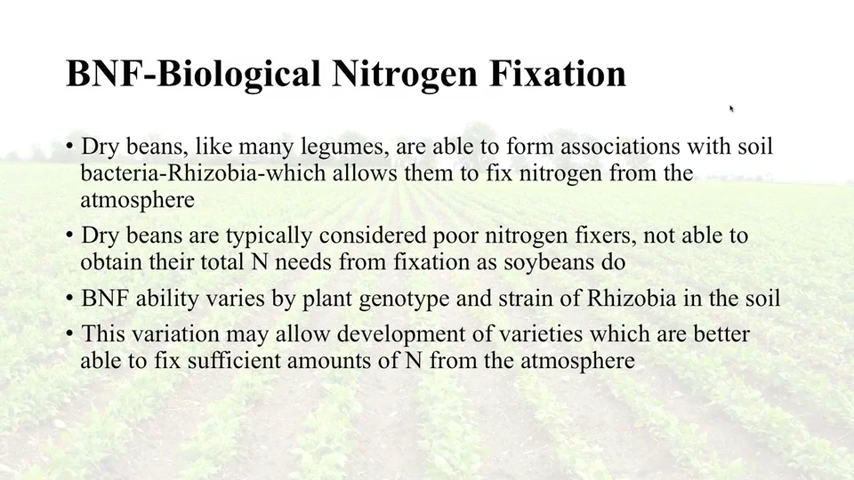 BNF-Biological Nitrogen Fixation
• Dry beans, like many legumes, are able to form associations with soil
bacteria-Rhizobia-which allows them to fix nitrogen from the
atmosphere
• Dry beans are typically considered poor nitrogen fixers, not able to
obtain their total N needs from fixation as soybeans do
• BNF ability varies by plant genotype and strain of Rhizobia in the soil
• This variation may allow development of varieties which are better
able to fix sufficient amounts of N from the atmosphere